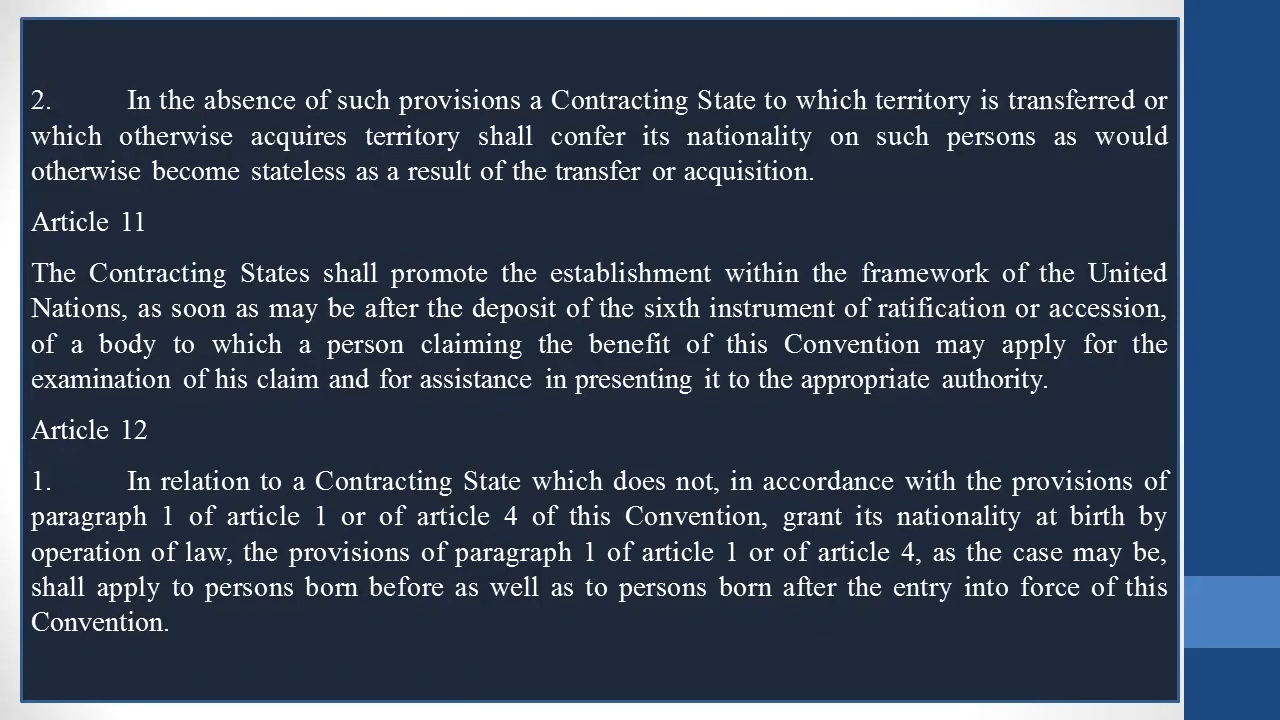 2. In the absence of such provisions a Contracting State to which territory is transferred or
which otherwise acquires territory shall confer its nationality on such persons as would
otherwise become stateless as a result of the transfer or acquisition.
Article 11
The Contracting States shall promote the establishment within the framework of the United
Nations, as soon as may be after the deposit of the sixth instrument of ratification or accession,
of a body to which a person claiming the benefit of this Convention may apply for the
examination of his claim and for assistance in presenting it to the appropriate authority.
Article 12
1. In relation to a Contracting State which does not, in accordance with the provisions of
paragraph 1 of article 1 or of article 4 of this Convention, grant its nationality at birth by
operation of law, the provisions of paragraph 1 of article 1 or of article 4, as the case may be,
shall apply to persons born before as well as to persons born after the entry into force of this
Convention.